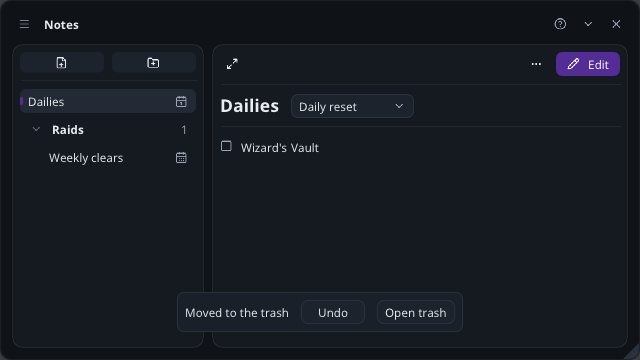 Notes
Edit
Dailies
Dailies
Daily reset
Raids
1
Wizard's Vault
Weekly clears
Moved to the trash
Undo
Open trash